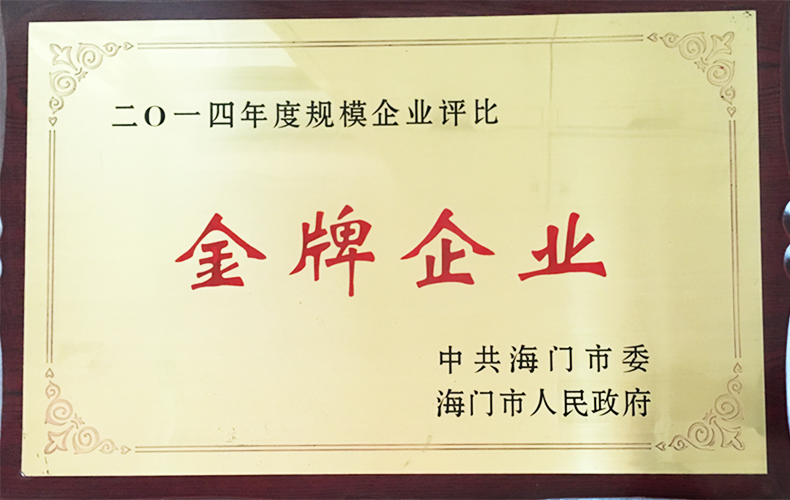 二O一四年度规模企业评比
金牌企业
中共海门市委
海门市人民政府